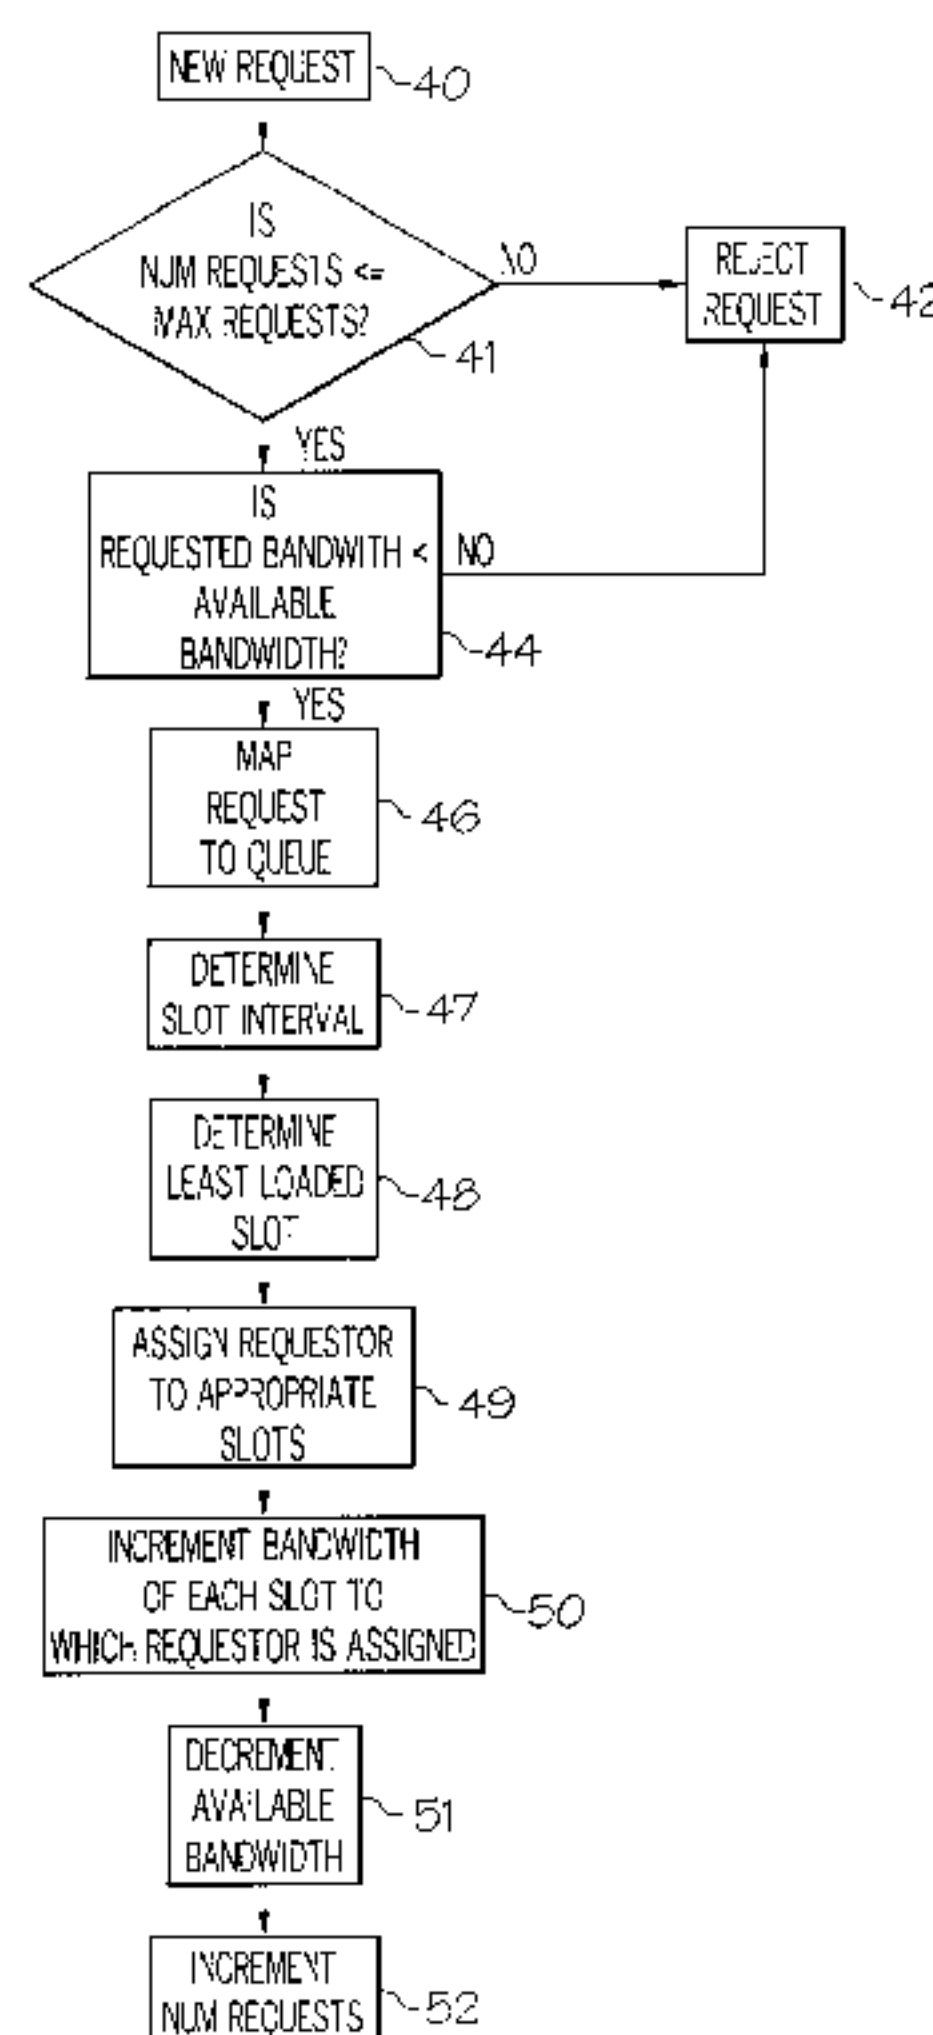 NEW REQUEST
40
IS
NUM REQUESTS <=
MAX REQUESTS?
41
NO
REJECT
REQUEST
42
YES
IS
REQUESTED BANDWITH <
AVAILABLE
BANDWIDTH?
44
NO
YES
MAP
REQUEST
TO QUEUE
46
DETERMINE
SLOT INTERVAL
47
DETERMINE
LEAST LOADED
SLOT
48
ASSIGN REQUESTOR
TO APPROPRIATE
SLOTS
49
INCREMENT BANDWIDTH
OF EACH SLOT TO
WHICH REQUESTOR IS ASSIGNED
50
DECREMENT
AVAILABLE
BANDWIDTH
51
INCREMENT
NUM REQUESTS
52